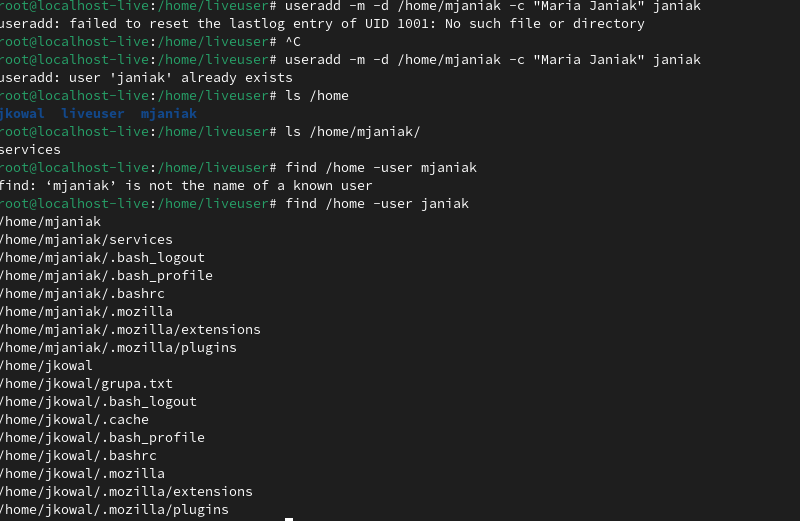 root@localhost-live:/home/liveuser# useradd -m -d /home/mjaniak -c "Maria Janiak" janiak
useradd: failed to reset the lastlog entry of UID 1001: No such file or directory
root@localhost-live:/home/liveuser# ^C
root@localhost-live:/home/liveuser# useradd -m -d /home/mjaniak -c "Maria Janiak" janiak
useradd: user 'janiak' already exists
root@localhost-live:/home/liveuser# ls /home
jkowal  liveuser  mjaniak
root@localhost-live:/home/liveuser# ls /home/mjaniak/
services
root@localhost-live:/home/liveuser# find /home -user mjaniak
find: ‘mjaniak’ is not the name of a known user
root@localhost-live:/home/liveuser# find /home -user janiak
/home/mjaniak
/home/mjaniak/services
/home/mjaniak/.bash_logout
/home/mjaniak/.bash_profile
/home/mjaniak/.bashrc
/home/mjaniak/.mozilla
/home/mjaniak/.mozilla/extensions
/home/mjaniak/.mozilla/plugins
/home/jkowal
/home/jkowal/grupa.txt
/home/jkowal/.bash_logout
/home/jkowal/.cache
/home/jkowal/.bash_profile
/home/jkowal/.bashrc
/home/jkowal/.mozilla
/home/jkowal/.mozilla/extensions
/home/jkowal/.mozilla/plugins